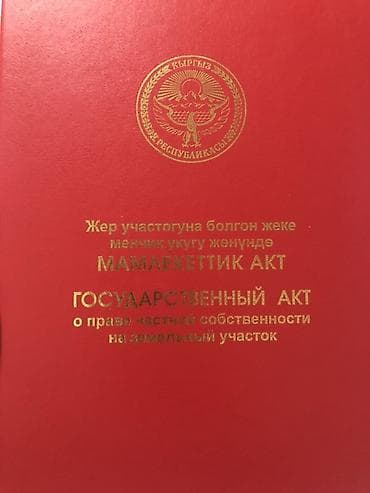 КЫРГЫЗ
РЕСПУБЛИКАСЫ
Жер участогуна болгон жеке
менчик укугу жөнүндө
МАМЛЕКЕТТИК АКТ
ГОСУДАРСТВЕННЫЙ АКТ
о праве частной собственности
на земельный участок